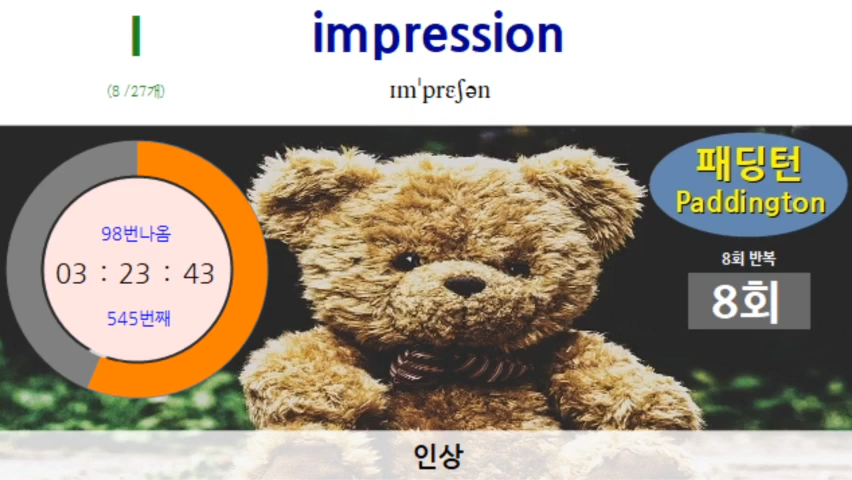 I
impression
(8 /27개)
ɪmˈprɛʃən
패딩턴
Paddington
98번나옴
03 : 23 : 43
545번째
8회 반복
8회
인상